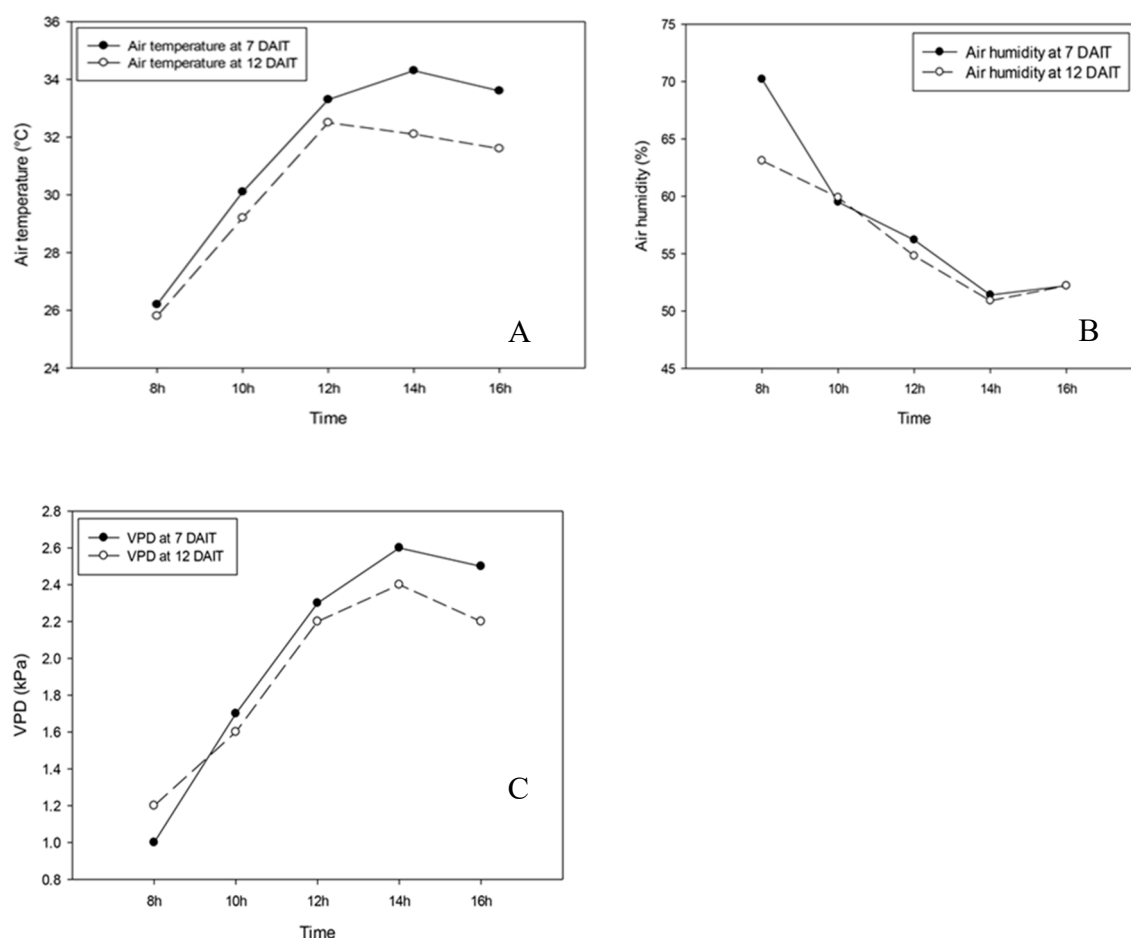 Air temperature at 7 DAIT
Air temperature at 12 DAIT
Air temperature (°C)
36
34
32
30
28
26
24
8h 10h 12h 14h 16h
Time
A
Air humidity at 7 DAIT
Air humidity at 12 DAIT
Air humidity (%)
75
70
65
60
55
50
45
8h 10h 12h 14h 16h
Time
B
VPD at 7 DAIT
VPD at 12 DAIT
VPD (kPa)
2.8
2.6
2.4
2.2
2.0
1.8
1.6
1.4
1.2
1.0
0.8
8h 10h 12h 14h 16h
Time
C